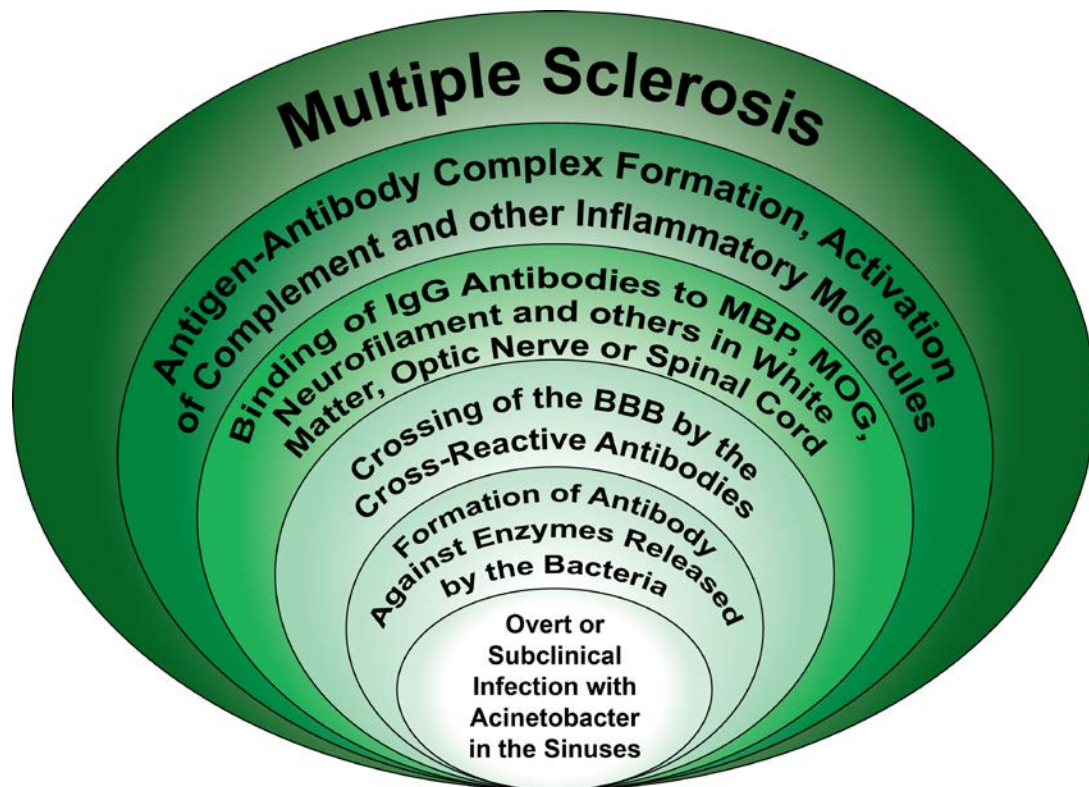 Multiple Sclerosis
Antigen-Antibody Complex Formation, Activation
of Complement and other Inflammatory Molecules
Binding of IgG Antibodies to MBP, MOG,
Neurofilament and others in White
Matter, Optic Nerve or Spinal Cord
Crossing of the BBB by the
Cross-Reactive Antibodies
Formation of Antibody
Against Enzymes Released
by the Bacteria
Overt or
Subclinical
Infection with
Acinetobacter
in the Sinuses